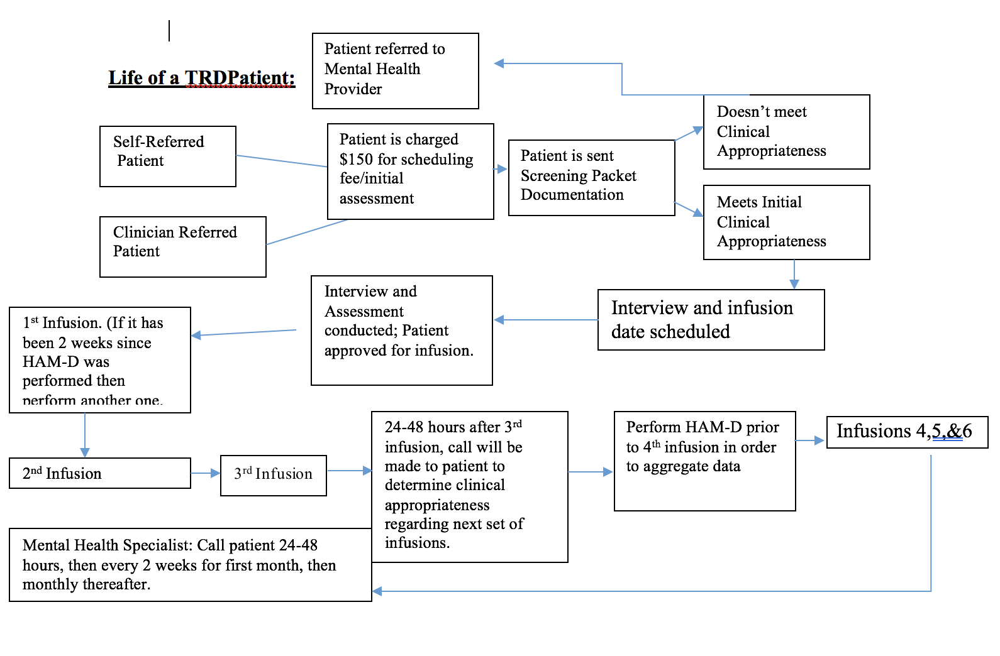 Life of a TRDPatient:
Patient referred to
Mental Health
Provider
Self-Referred
Patient
Clinician Referred
Patient
Patient is charged
$150 for scheduling
fee/initial
assessment
Patient is sent
Screening Packet
Documentation
Doesn’t meet
Clinical
Appropriateness
Meets Initial
Clinical
Appropriateness
Interview and infusion
date scheduled
Interview and
Assessment
conducted; Patient
approved for infusion.
1st Infusion. (If it has
been 2 weeks since
HAM-D was
performed then
perform another one.
2nd Infusion
3rd Infusion
24-48 hours after 3rd
infusion, call will be
made to patient to
determine clinical
appropriateness
regarding next set of
infusions.
Perform HAM-D prior
to 4th infusion in order
to aggregate data
Infusions 4,5,&6
Mental Health Specialist: Call patient 24-48
hours, then every 2 weeks for first month, then
monthly thereafter.